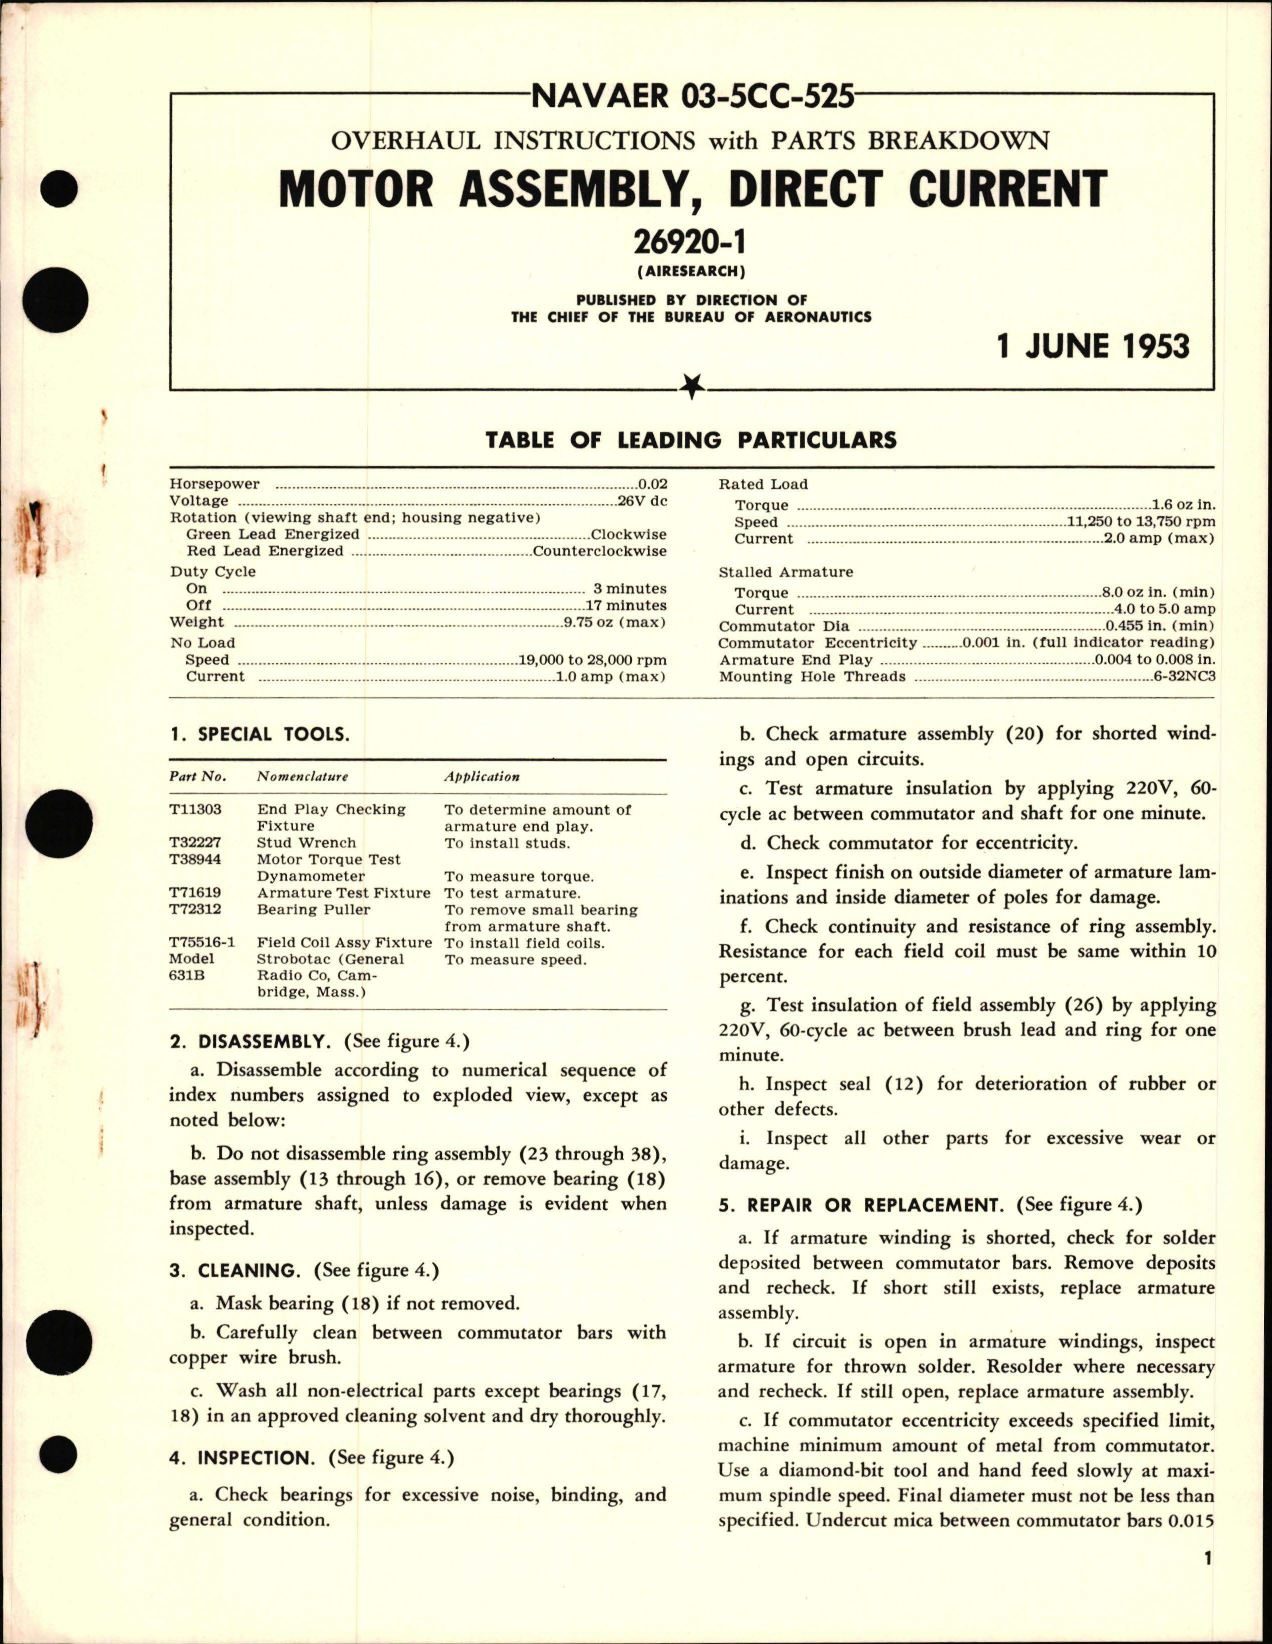 NAVAER 03-5CC-525
OVERHAUL INSTRUCTIONS with PARTS BREAKDOWN
MOTOR ASSEMBLY, DIRECT CURRENT
26920-1
(AIRESEARCH)
PUBLISHED BY DIRECTION OF
THE CHIEF OF THE BUREAU OF AERONAUTICS
1 JUNE 1953
TABLE OF LEADING PARTICULARS
Horsepower ........ 0.02
Voltage ........ 26V dc
Rotation (viewing shaft end; housing negative)
Green Lead Energized ........ Clockwise
Red Lead Energized ........ Counterclockwise
Duty Cycle
On ........ 3 minutes
Off ........ 17 minutes
Weight ........ 9.75 oz (max)
No Load
Speed ........ 19,000 to 28,000 rpm
Current ........ 1.0 amp (max)
Rated Load
Torque ........ 1.6 oz in.
Speed ........ 11,250 to 13,750 rpm
Current ........ 2.0 amp (max)
Stalled Armature
Torque ........ 8.0 oz in. (min)
Current ........ 4.0 to 5.0 amp
Commutator Dia ........ 0.455 in. (min)
Commutator Eccentricity ........ 0.001 in. (full indicator reading)
Armature End Play ........ 0.004 to 0.008 in.
Mounting Hole Threads ........ 6-32NC3
1. SPECIAL TOOLS.
Part No. Nomenclature Application
T11303 End Play Checking To determine amount of
Fixture armature end play.
T32227 Stud Wrench To install studs.
T38944 Motor Torque Test
Dynamometer To measure torque.
T71619 Armature Test Fixture To test armature.
T72312 Bearing Puller To remove small bearing
from armature shaft.
T75516-1 Field Coil Assy Fixture To install field coils.
Model Strobotac (General To measure speed.
631B Radio Co, Cam-
bridge, Mass.)
2. DISASSEMBLY. (See figure 4.)
a. Disassemble according to numerical sequence of
index numbers assigned to exploded view, except as
noted below:
b. Do not disassemble ring assembly (23 through 38),
base assembly (13 through 16), or remove bearing (18)
from armature shaft, unless damage is evident when
inspected.
3. CLEANING. (See figure 4.)
a. Mask bearing (18) if not removed.
b. Carefully clean between commutator bars with
copper wire brush.
c. Wash all non-electrical parts except bearings (17,
18) in an approved cleaning solvent and dry thoroughly.
4. INSPECTION. (See figure 4.)
a. Check bearings for excessive noise, binding, and
general condition.
b. Check armature assembly (20) for shorted wind-
ings and open circuits.
c. Test armature insulation by applying 220V, 60-
cycle ac between commutator and shaft for one minute.
d. Check commutator for eccentricity.
e. Inspect finish on outside diameter of armature lam-
inations and inside diameter of poles for damage.
f. Check continuity and resistance of ring assembly.
Resistance for each field coil must be same within 10
percent.
g. Test insulation of field assembly (26) by applying
220V, 60-cycle ac between brush lead and ring for one
minute.
h. Inspect seal (12) for deterioration of rubber or
other defects.
i. Inspect all other parts for excessive wear or
damage.
5. REPAIR OR REPLACEMENT. (See figure 4.)
a. If armature winding is shorted, check for solder
deposited between commutator bars. Remove deposits
and recheck. If short still exists, replace armature
assembly.
b. If circuit is open in armature windings, inspect
armature for thrown solder. Resolder where necessary
and recheck. If still open, replace armature assembly.
c. If commutator eccentricity exceeds specified limit,
machine minimum amount of metal from commutator.
Use a diamond-bit tool and hand feed slowly at maxi-
mum spindle speed. Final diameter must not be less than
specified. Undercut mica between commutator bars 0.015
1